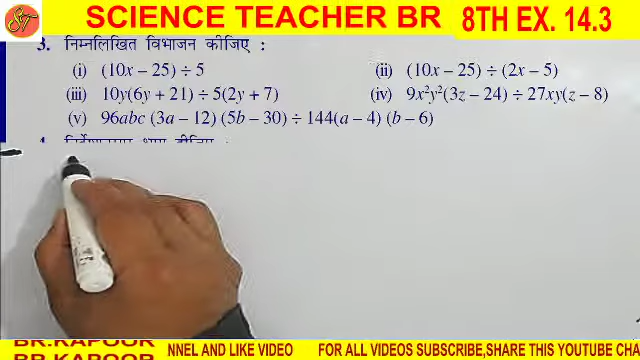 SCIENCE TEACHER BR
8TH EX. 14.3
ST
3. निम्नलिखित विभाजन कीजिए :
(i) (10x – 25) ÷ 5
(ii) (10x – 25) ÷ (2x – 5)
(iii) 10y(6y + 21) ÷ 5(2y + 7)
(iv) 9x²y²(3z – 24) ÷ 27xy(z – 8)
(v) 96abc (3a – 12) (5b – 30) ÷ 144(a – 4) (b – 6)
BR.KAPOOR
NNEL AND LIKE VIDEO FOR ALL VIDEOS SUBSCRIBE,SHARE THIS YOUTUBE CHA
BR.KAPOOR